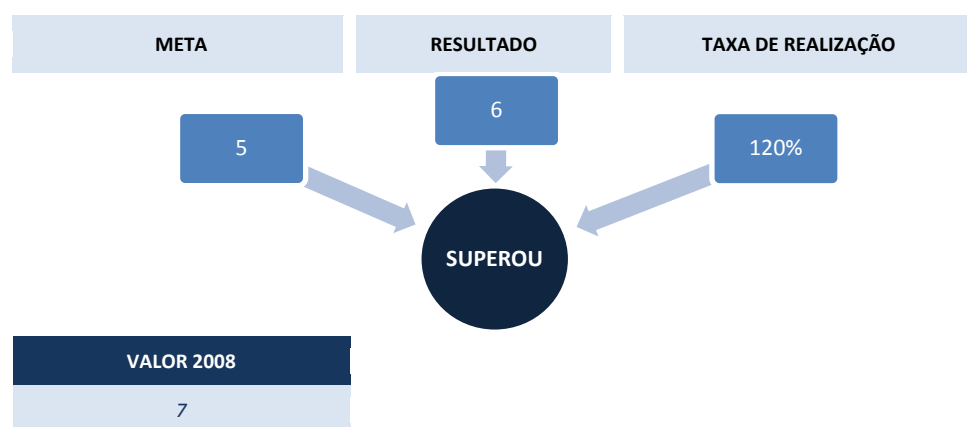 META
RESULTADO
TAXA DE REALIZAÇÃO
5
6
120%
SUPEROU
VALOR 2008
7